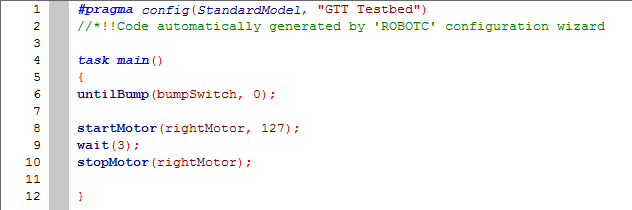 1 #pragma config(StandardModel, "GTT Testbed")
2 //*!!Code automatically generated by 'ROBOTC' configuration wizard
3
4 task main()
5 {
6 untilBump(bumpSwitch, 0);
7
8 startMotor(rightMotor, 127);
9 wait(3);
10 stopMotor(rightMotor);
11
12 }